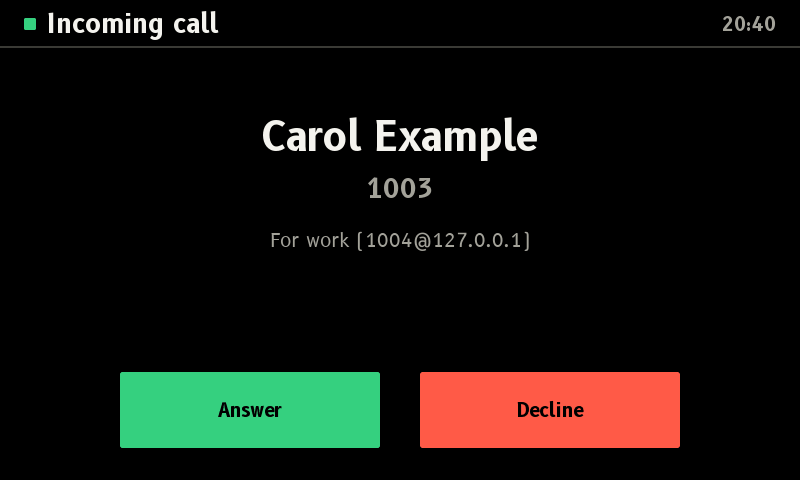 Incoming call
20:40
Carol Example
1003
For work (1004@127.0.0.1)
Answer
Decline